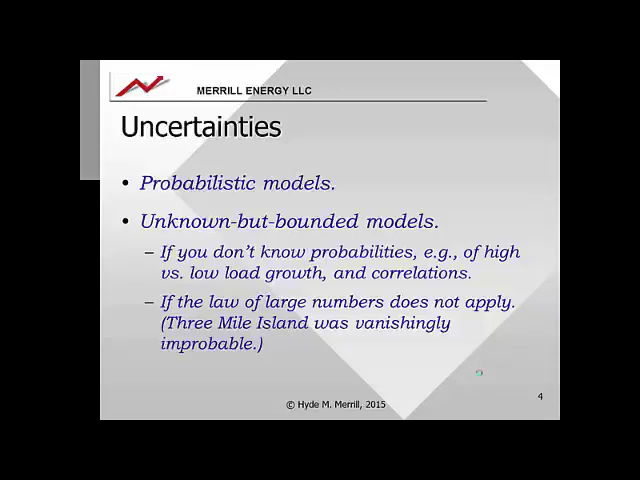 MERRILL ENERGY LLC
Uncertainties
• Probabilistic models.
• Unknown-but-bounded models.
– If you don't know probabilities, e.g., of high
vs. low load growth, and correlations.
– If the law of large numbers does not apply.
(Three Mile Island was vanishingly
improbable.)
© Hyde M. Merrill, 2015
4